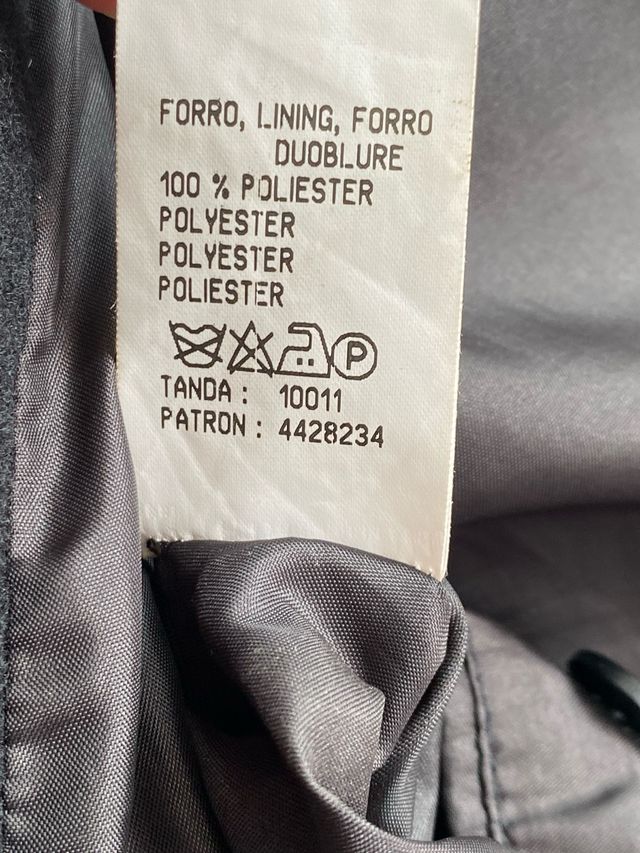 FORRO, LINING, FORRO
DUOBLURE
100 % POLIESTER
POLYESTER
POLYESTER
POLIESTER
P
TANDA : 10011
PATRON : 4428234